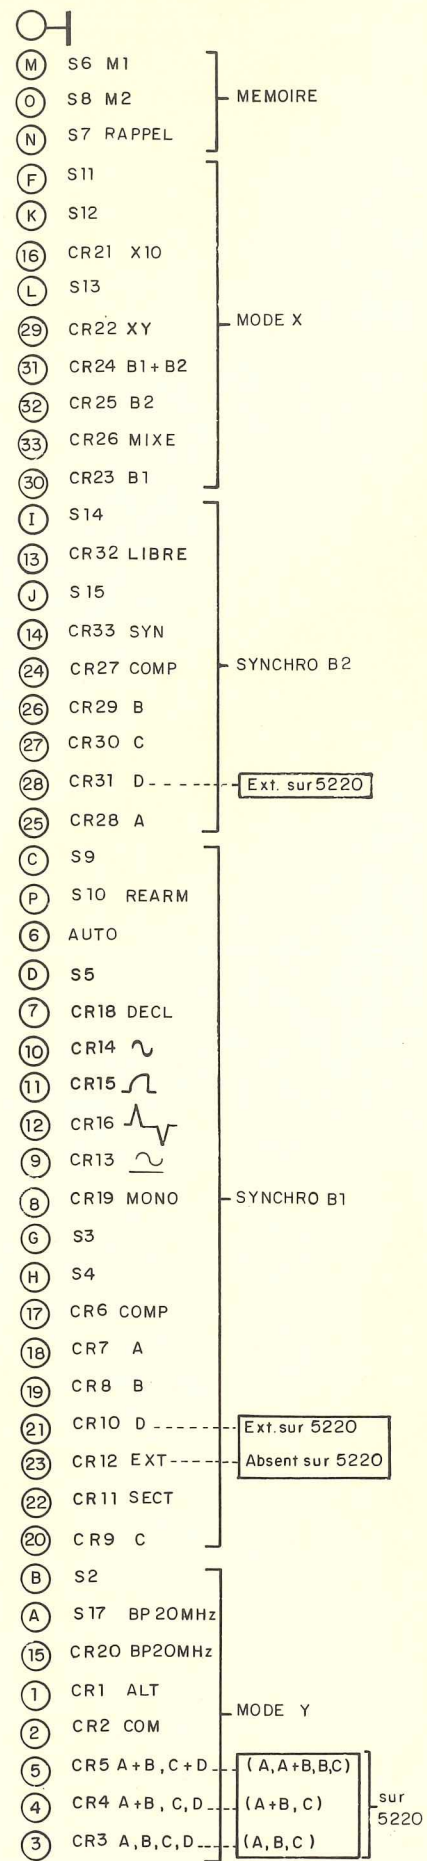 M S6 M1
O S8 M2 MEMOIRE
N S7 RAPPEL
F S11
K S12
16 CR21 X10
L S13
29 CR22 XY MODE X
31 CR24 B1+B2
32 CR25 B2
33 CR26 MIXE
30 CR23 B1
I S14
13 CR32 LIBRE
J S15
14 CR33 SYN
24 CR27 COMP SYNCHRO B2
26 CR29 B
27 CR30 C
28 CR31 D Ext. sur 5220
25 CR28 A
C S9
P S10 REARM
6 AUTO
D S5
7 CR18 DECL
10 CR14
11 CR15
12 CR16
9 CR13
8 CR19 MONO SYNCHRO B1
G S3
H S4
17 CR6 COMP
18 CR7 A
19 CR8 B
21 CR10 D Ext. sur 5220
23 CR12 EXT Absent sur 5220
22 CR11 SECT
20 CR9 C
B S2
A S17 BP 20MHz
15 CR20 BP20MHz
1 CR1 ALT
2 CR2 COM MODE Y
5 CR5 A+B, C+D (A,A+B,B,C)
4 CR4 A+B, C,D (A+B, C) sur 5220
3 CR3 A,B,C,D (A,B,C)